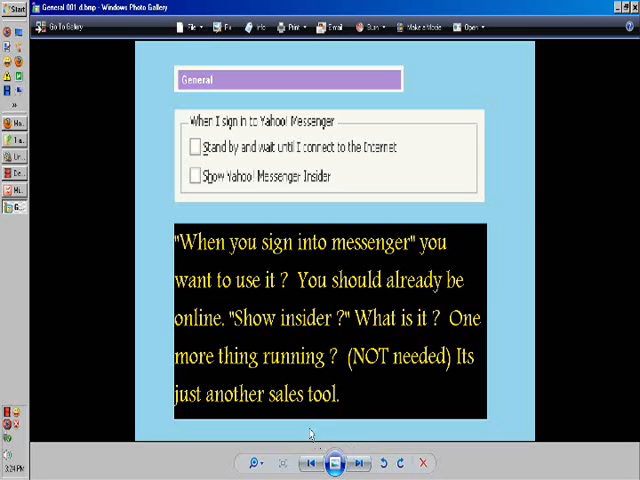 Start
General 001 d.bmp - Windows Photo Gallery
Go To Gallery
File
Fix
Info
Print
Email
Burn
Make a Movie
Open
General
When I sign in to Yahoo! Messenger
Stand by and wait until I connect to the Internet
Show Yahoo! Messenger Insider
"When you sign into messenger" you
want to use it ? You should already be
online. "Show insider ?" What is it ? One
more thing running ? (NOT needed) Its
just another sales tool.
3:24 PM